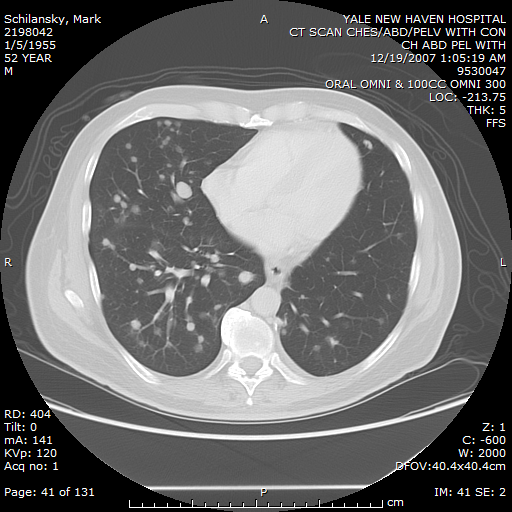 Schilansky, Mark
2198042
1/5/1955
52 YEAR
M
A
YALE NEW HAVEN HOSPITAL
CT SCAN CHES/ABD/PELV WITH CON
CH ABD PEL WITH
12/19/2007 1:05:19 AM
9530047
ORAL OMNI & 100CC OMNI 300
LOC: -213.75
THK: 5
FFS
R
L
RD: 404
Tilt: 0
mA: 141
KVp: 120
Acq no: 1
Page: 41 of 131
P
cm
Z: 1
C: -600
W: 2000
DFOV:40.4x40.4cm
IM: 41 SE: 2